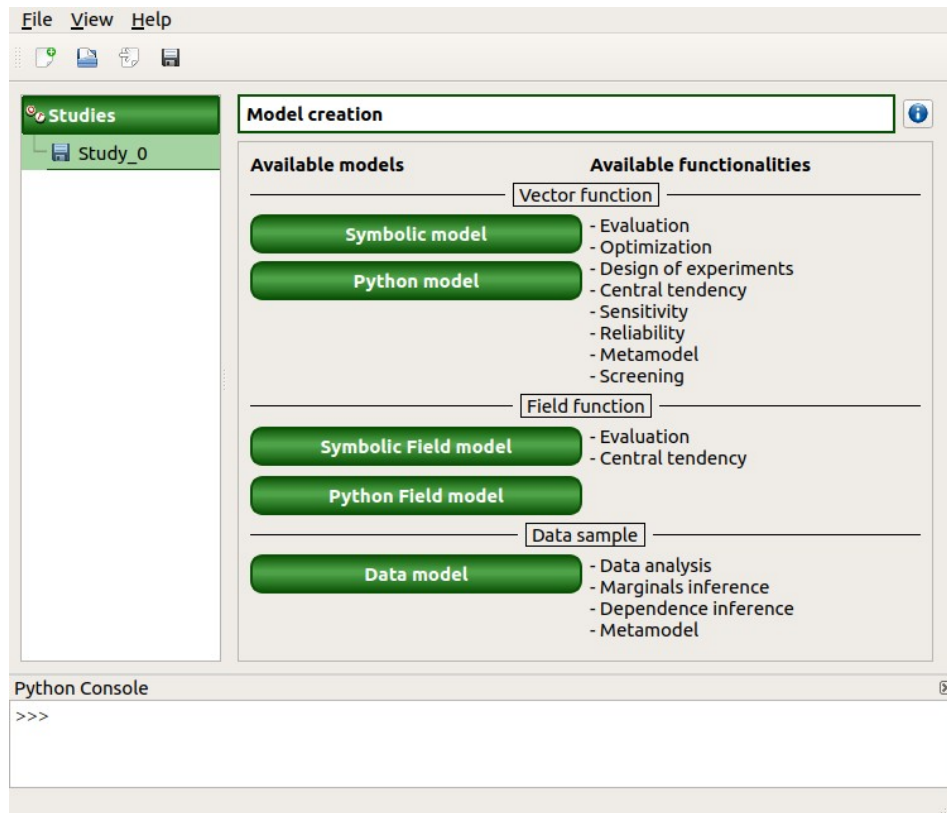 File View Help
Studies
Study_0
Model creation
Available models Available functionalities
Vector function
Symbolic model
Python model
- Evaluation
- Optimization
- Design of experiments
- Central tendency
- Sensitivity
- Reliability
- Metamodel
- Screening
Field function
Symbolic Field model
Python Field model
- Evaluation
- Central tendency
Data sample
Data model
- Data analysis
- Marginals inference
- Dependence inference
- Metamodel
Python Console
>>>